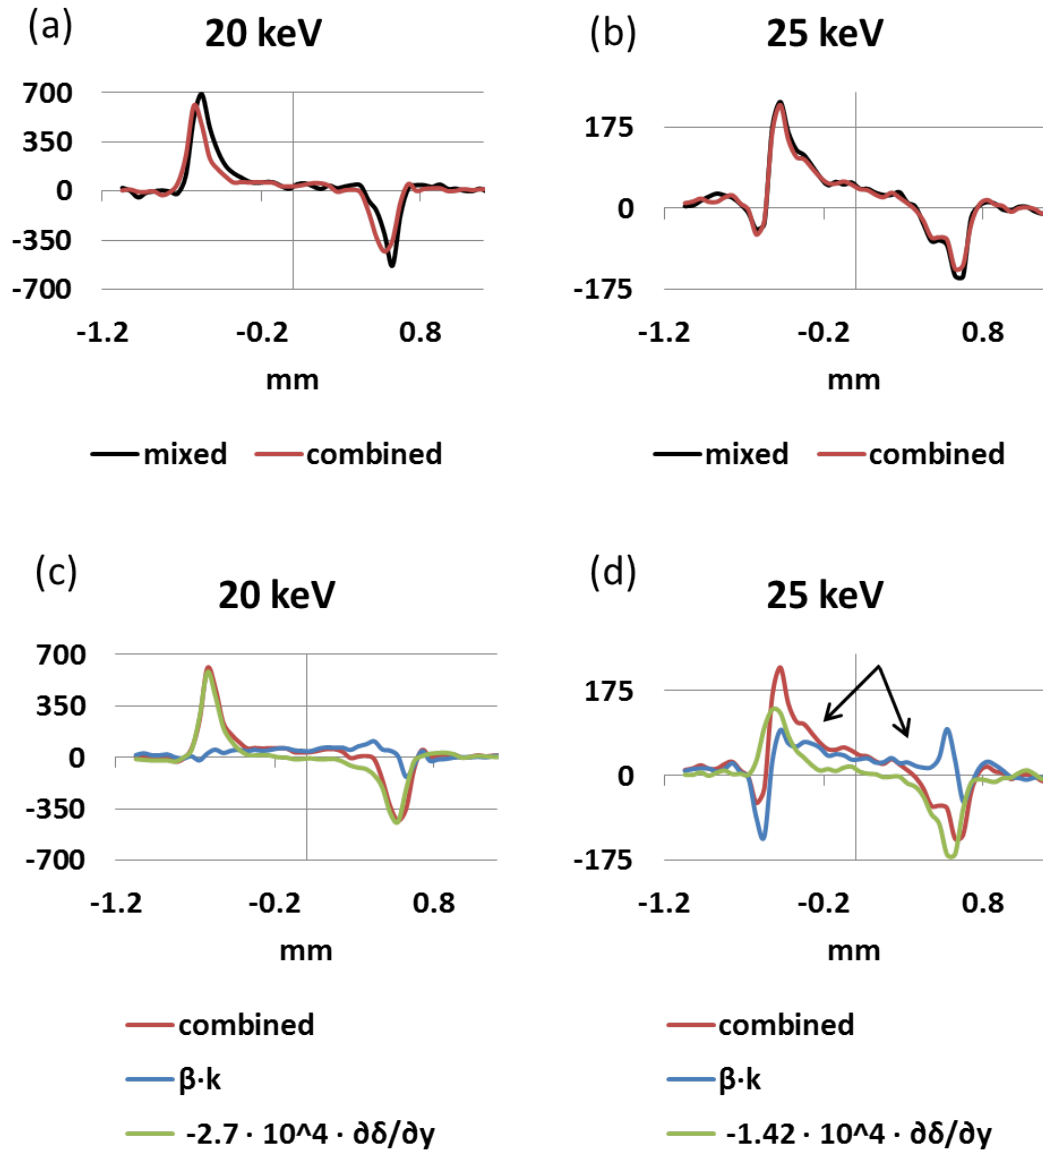 (a) 20 keV
(b) 25 keV
700
350
0
-350
-700
-1.2 -0.2 0.8
mm
mixed combined
175
0
-175
-1.2 -0.2 0.8
mm
mixed combined
(c) 20 keV
(d) 25 keV
700
350
0
-350
-700
-1.2 -0.2 0.8
mm
combined
β·k
-2.7 · 10^4 · ∂δ/∂y
175
0
-175
-1.2 -0.2 0.8
mm
combined
β·k
-1.42 · 10^4 · ∂δ/∂y